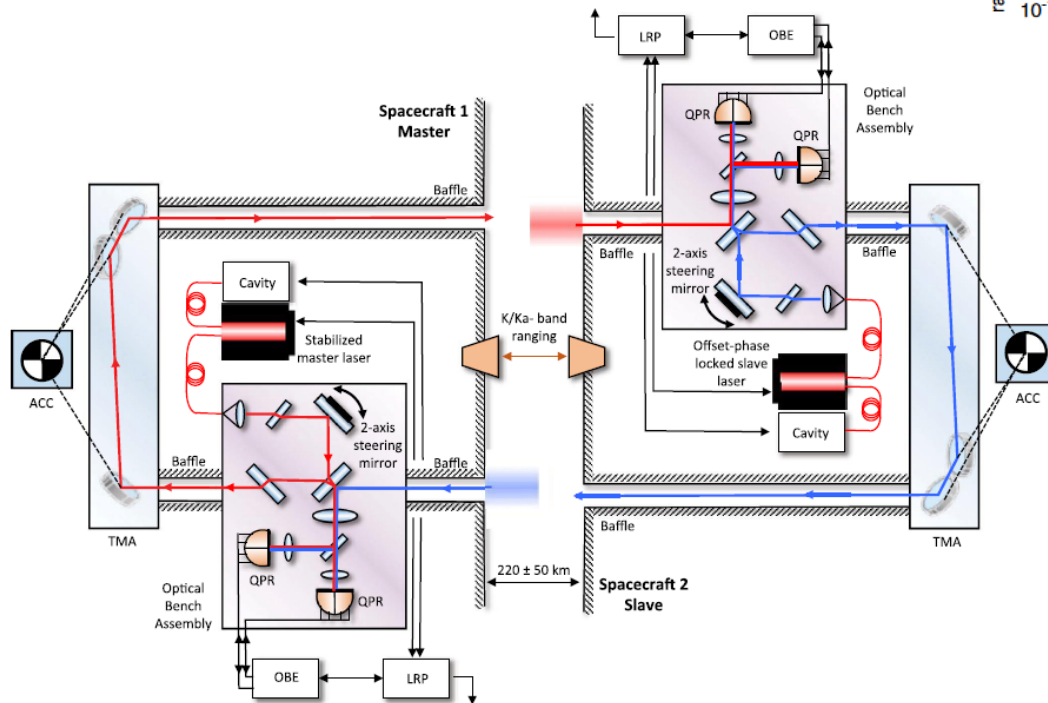 ra
10⁻
LRP
OBE
Optical
Bench
Assembly
QPR
QPR
Spacecraft 1
Master
Baffle
Baffle
Baffle
2-axis
steering
mirror
Cavity
Stabilized
master laser
K/Ka- band
ranging
Offset-phase
locked slave
laser
Cavity
ACC
ACC
2-axis
steering
mirror
Baffle
Baffle
Baffle
TMA
TMA
QPR
QPR
220 ± 50 km
Spacecraft 2
Slave
Optical
Bench
Assembly
OBE
LRP